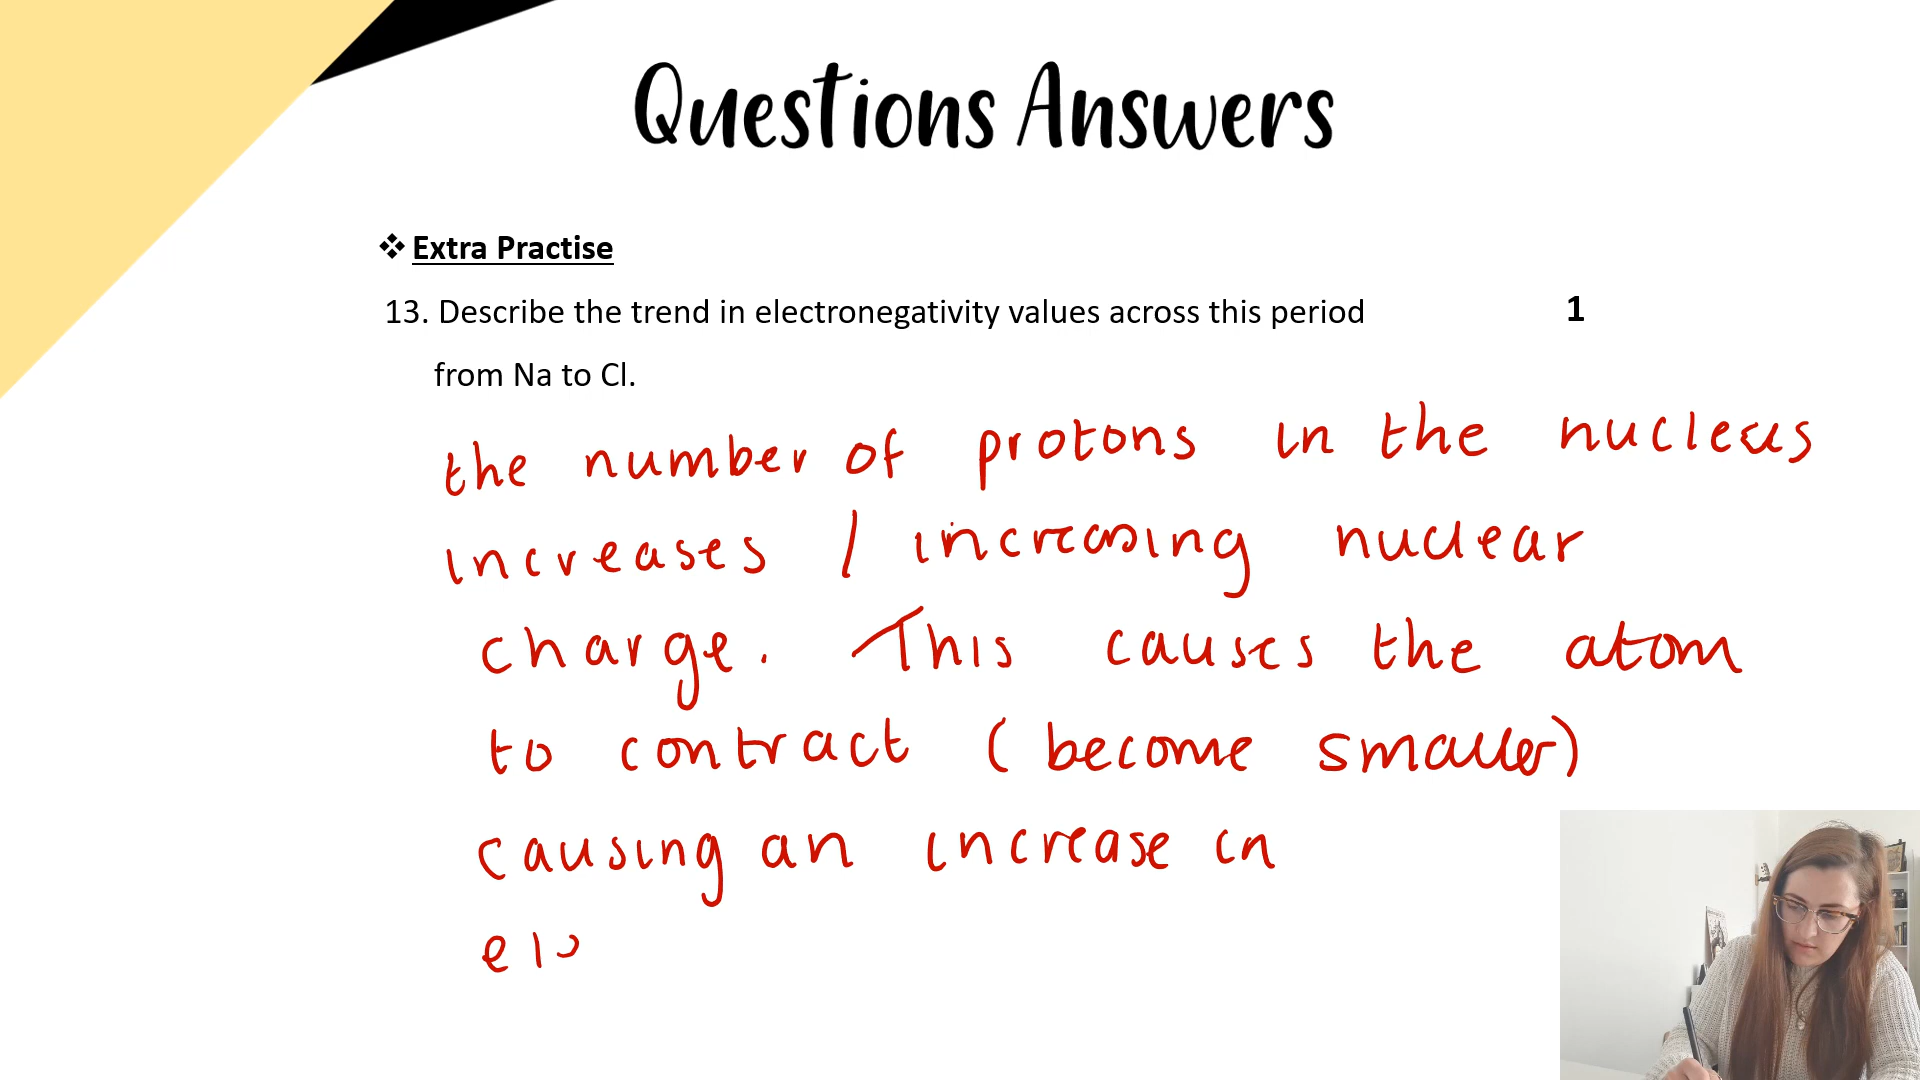 Questions Answers
❖ Extra Practise
13. Describe the trend in electronegativity values across this period 1
from Na to Cl.
the number of protons in the nucleus
increases / increasing nuclear
charge. This causes the atom
to contract (become smaller)
causing an increase in
el